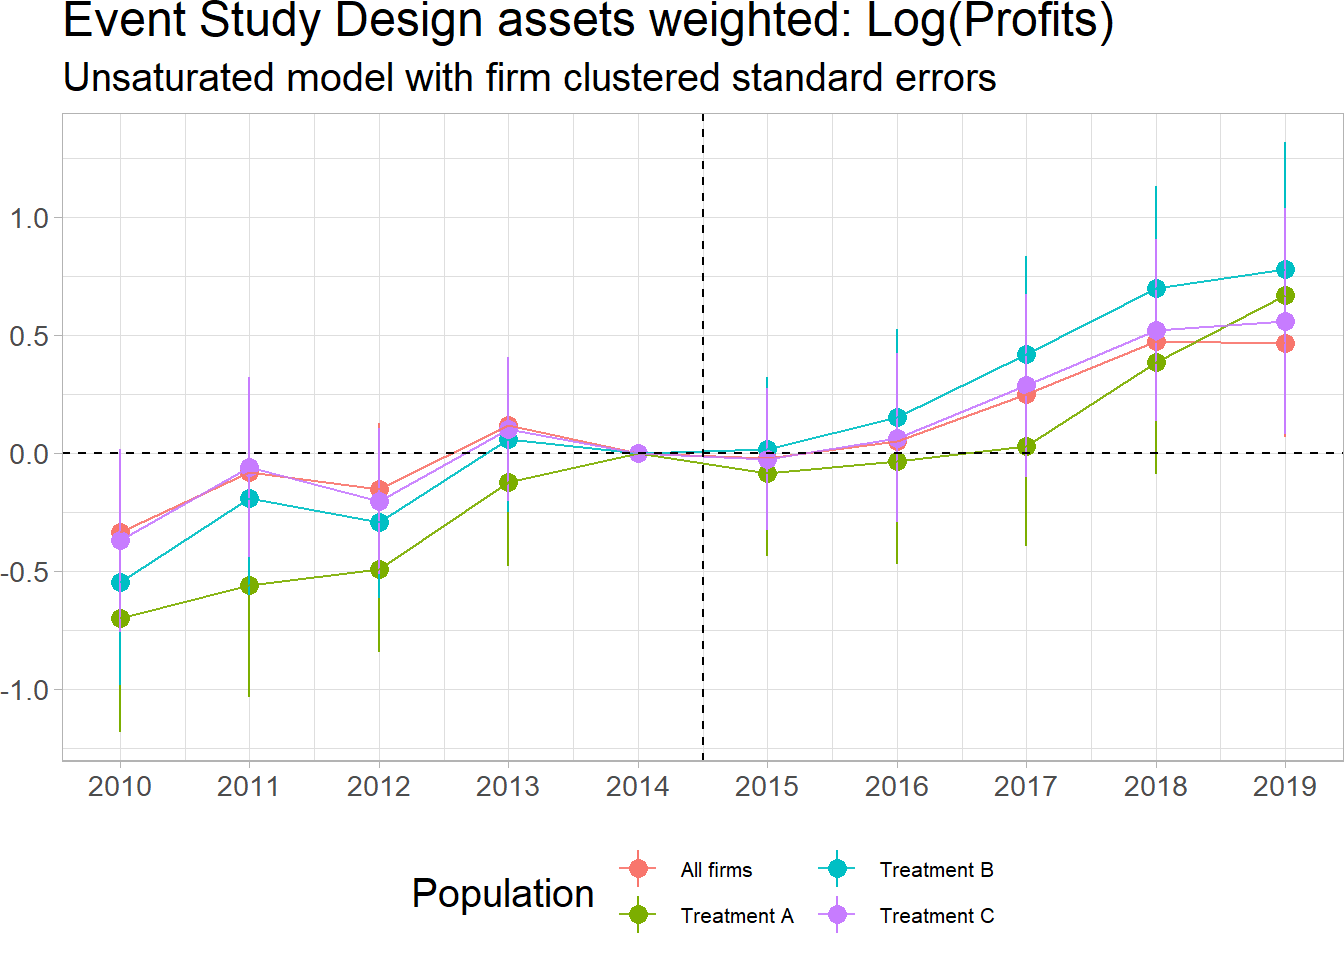 Event Study Design assets weighted: Log(Profits)
Unsaturated model with firm clustered standard errors
1.0
0.5
0.0
-0.5
-1.0
2010 2011 2012 2013 2014 2015 2016 2017 2018 2019
Population
All firms
Treatment A
Treatment B
Treatment C